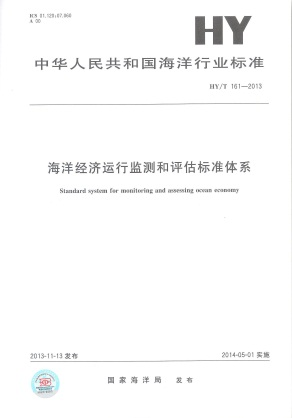 ICS 01.120;07.060
A 00
HY
中华人民共和国海洋行业标准
HY/T 161—2013
海洋经济运行监测和评估标准体系
Standard system for monitoring and assessing ocean economy
2013-11-13 发布
2014-05-01 实施
国家海洋局 发布